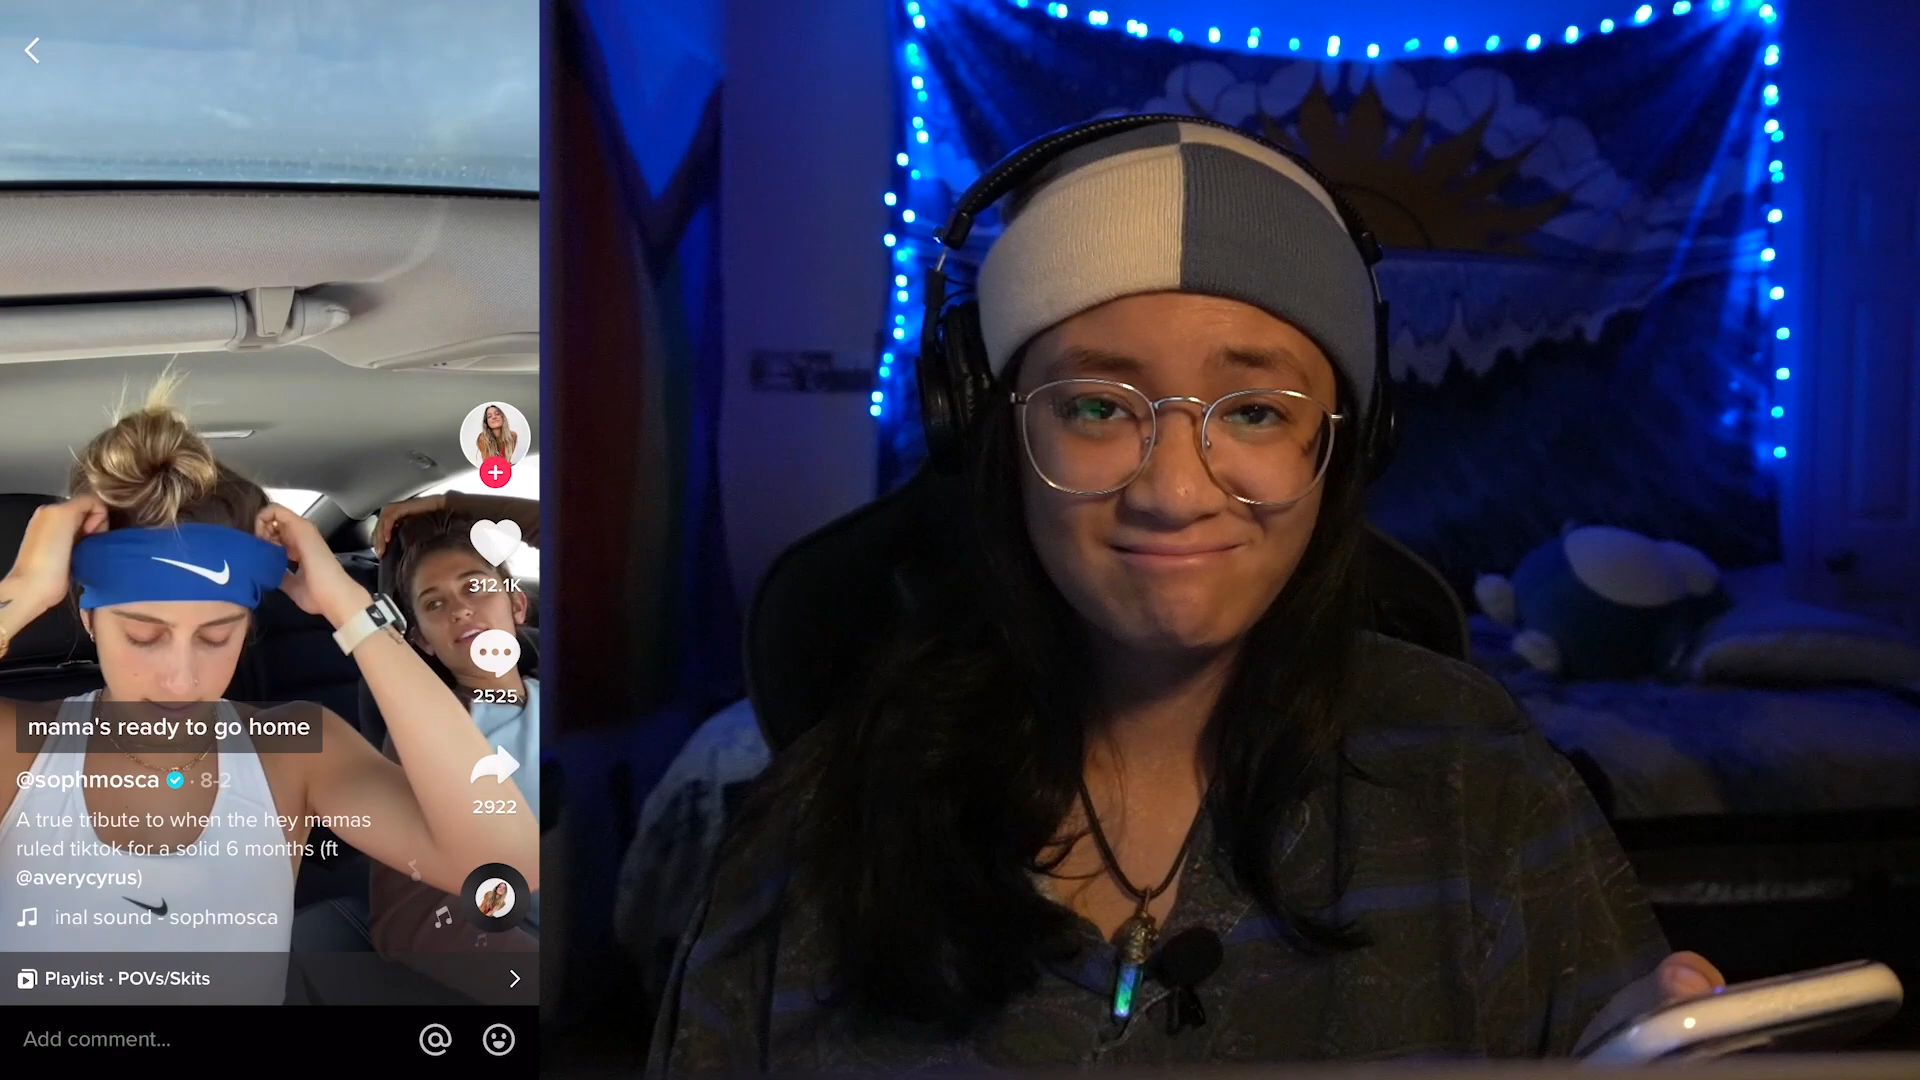 312.1K
2525
mama's ready to go home
@sophmosca · 8-2
2922
A true tribute to when the hey mamas
ruled tiktok for a solid 6 months (ft
@averycyrus)
inal sound - sophmosca
Playlist · POVs/Skits
Add comment...